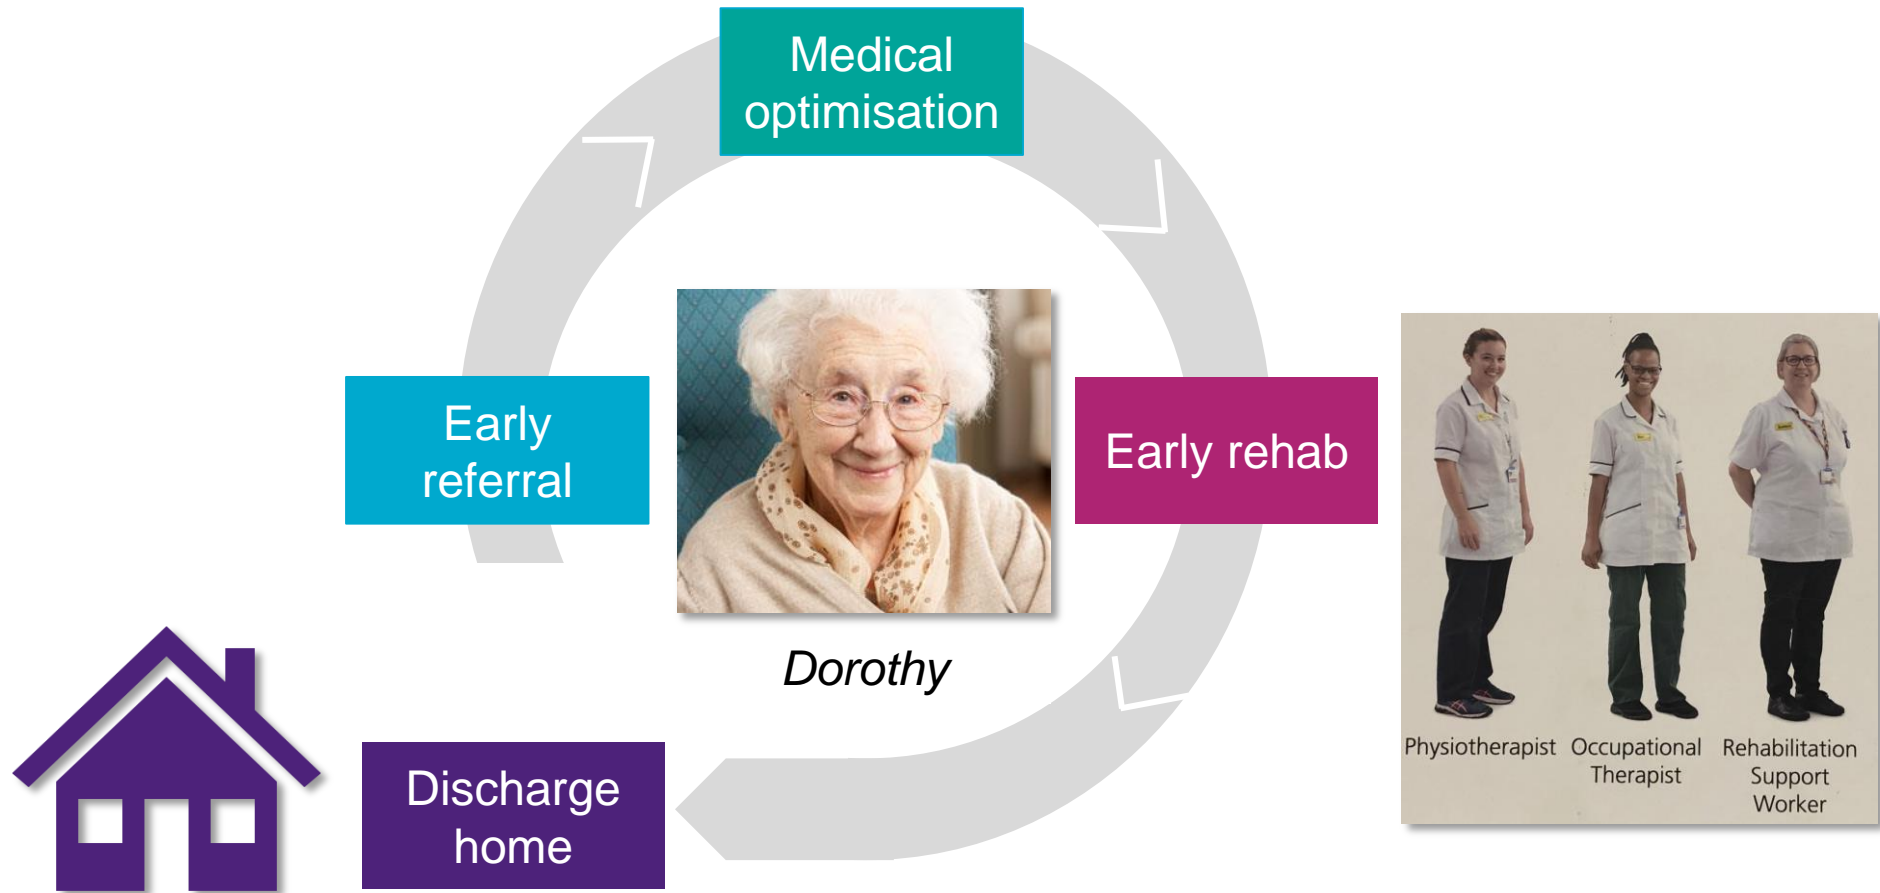 Medical
optimisation
Early
referral
Early rehab
Dorothy
Discharge
home
Physiotherapist
Occupational
Therapist
Rehabilitation
Support
Worker